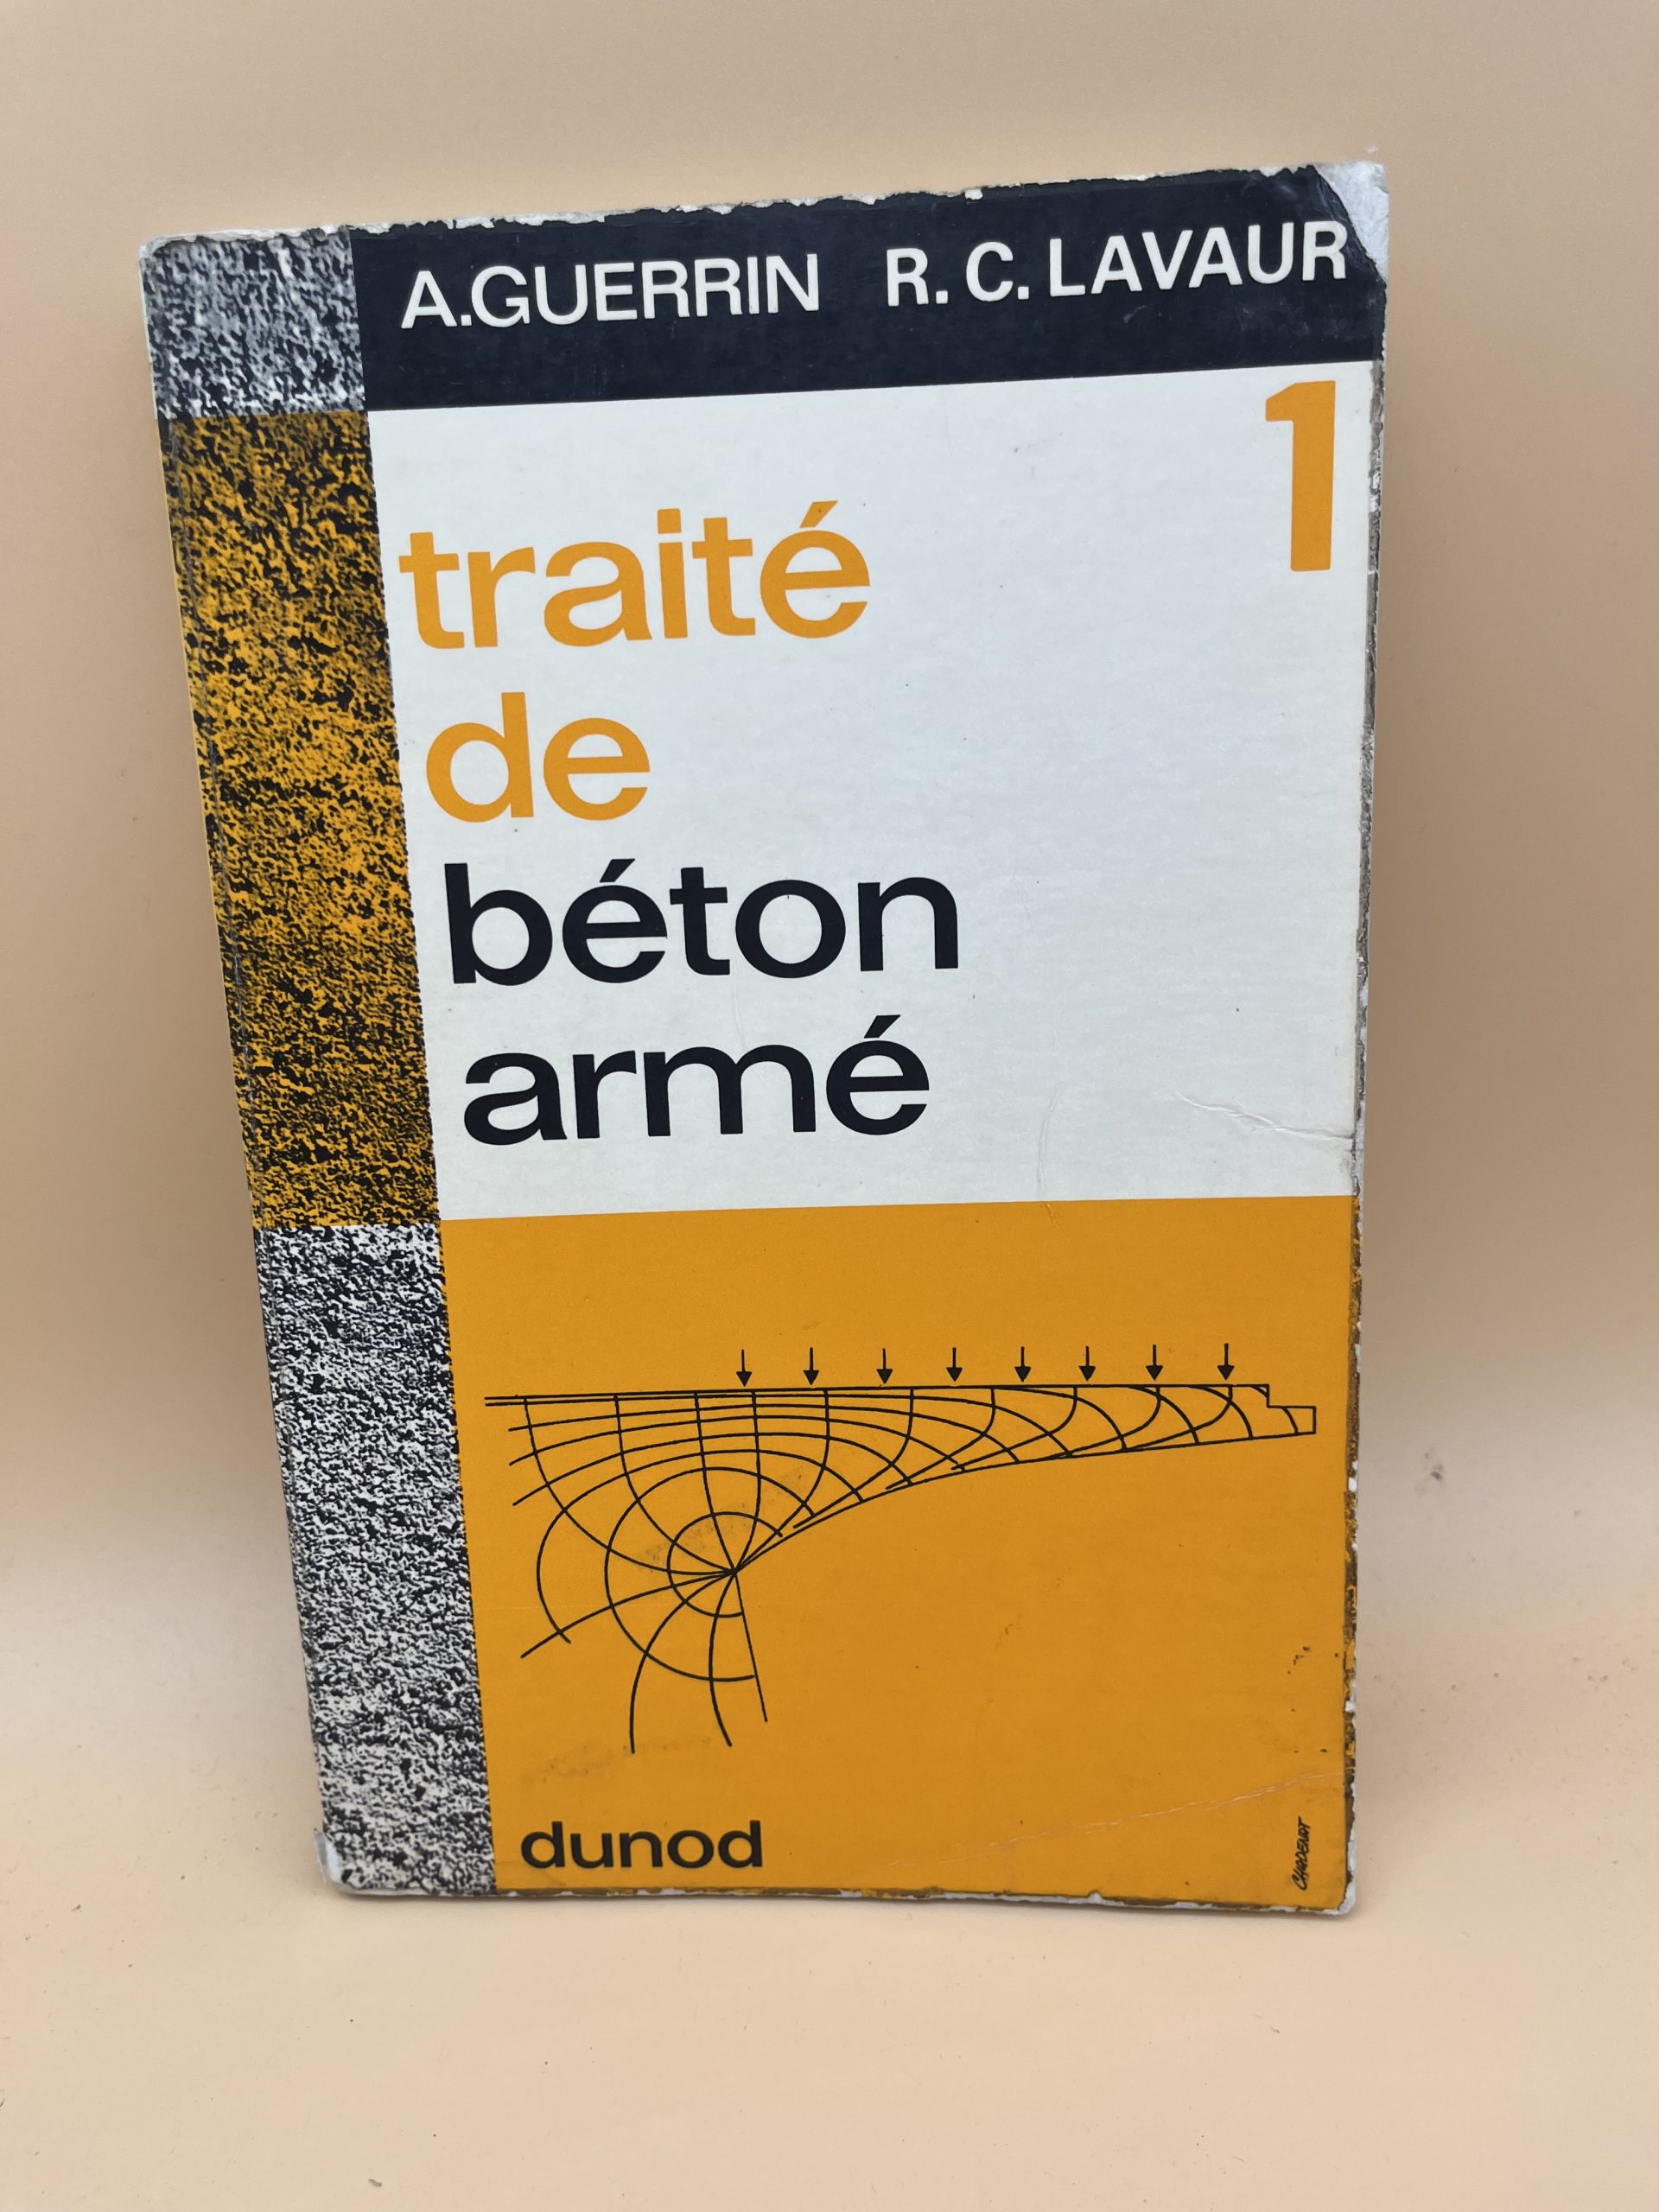 A.GUERRIN R. C. LAVAUR
1
traité
de
béton
armé
dunod